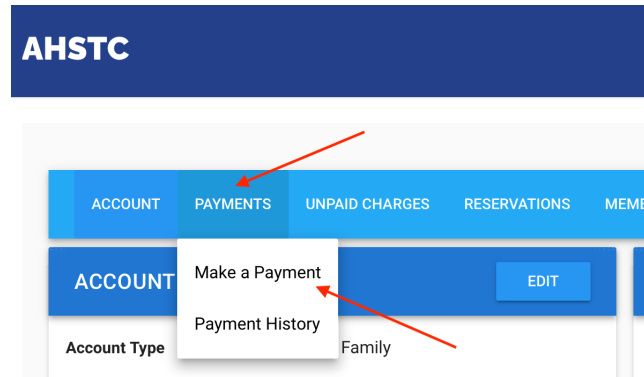 AHSTC
ACCOUNT PAYMENTS UNPAID CHARGES RESERVATIONS
ACCOUNT Make a Payment EDIT
Payment History
Account Type Family